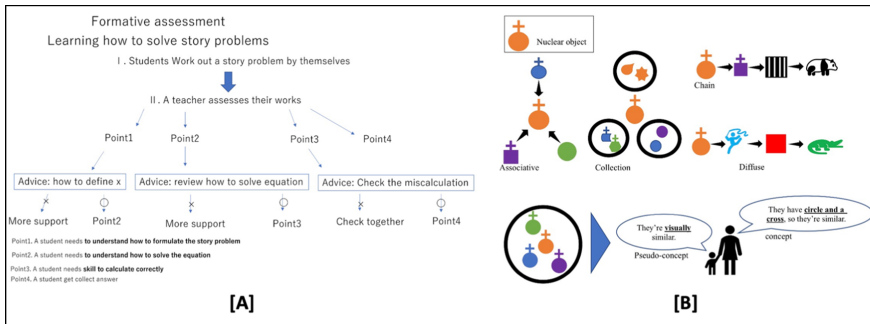 Formative assessment
Learning how to solve story problems
Ⅰ. Students Work out a story problem by themselves
Ⅱ. A teacher assesses their works
Point1
Point2
Point3
Point4
Advice: how to define x
Advice: review how to solve equation
Advice: Check the miscalculation
×
○
×
○
×
○
More support
Point2
More support
Point3
Check together
Point4
Point1. A student needs to understand how to formulate the story problem
Point2. A student needs to understand how to solve the equation
Point3. A student needs skill to calculate correctly
Point4. A student get collect answer
[A]
Nuclear object
Associative
Collection
Chain
Diffuse
They're visually
similar.
Pseudo-concept
They have circle and a
cross, so they're similar.
concept
[B]